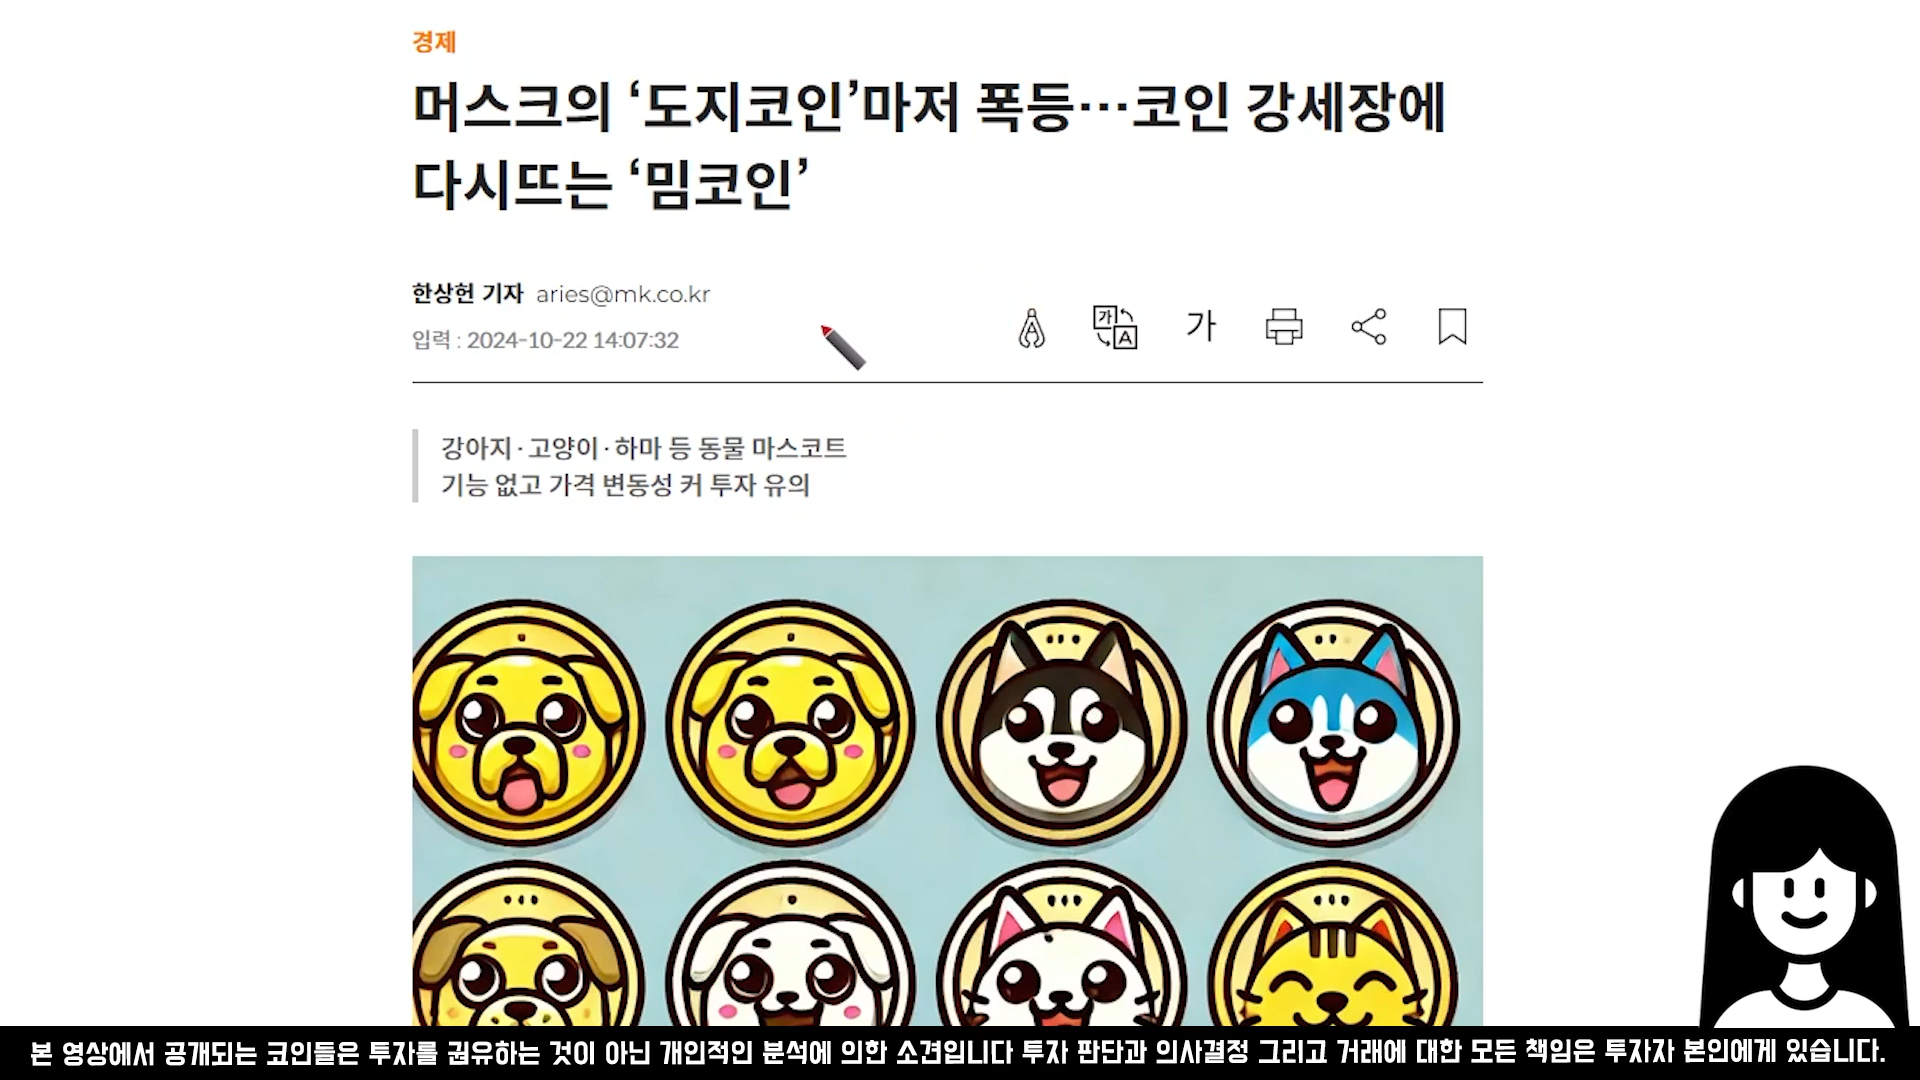 경제
머스크의 ‘도지코인’마저 폭등…코인 강세장에
다시뜨는 ‘밈코인’
한상헌 기자 aries@mk.co.kr
입력 : 2024-10-22 14:07:32
가 A
가
강아지·고양이·하마 등 동물 마스코트
기능 없고 가격 변동성 커 투자 유의
본 영상에서 공개되는 코인들은 투자를 권유하는 것이 아닌 개인적인 분석에 의한 소견입니다 투자 판단과 의사결정 그리고 거래에 대한 모든 책임은 투자자 본인에게 있습니다.